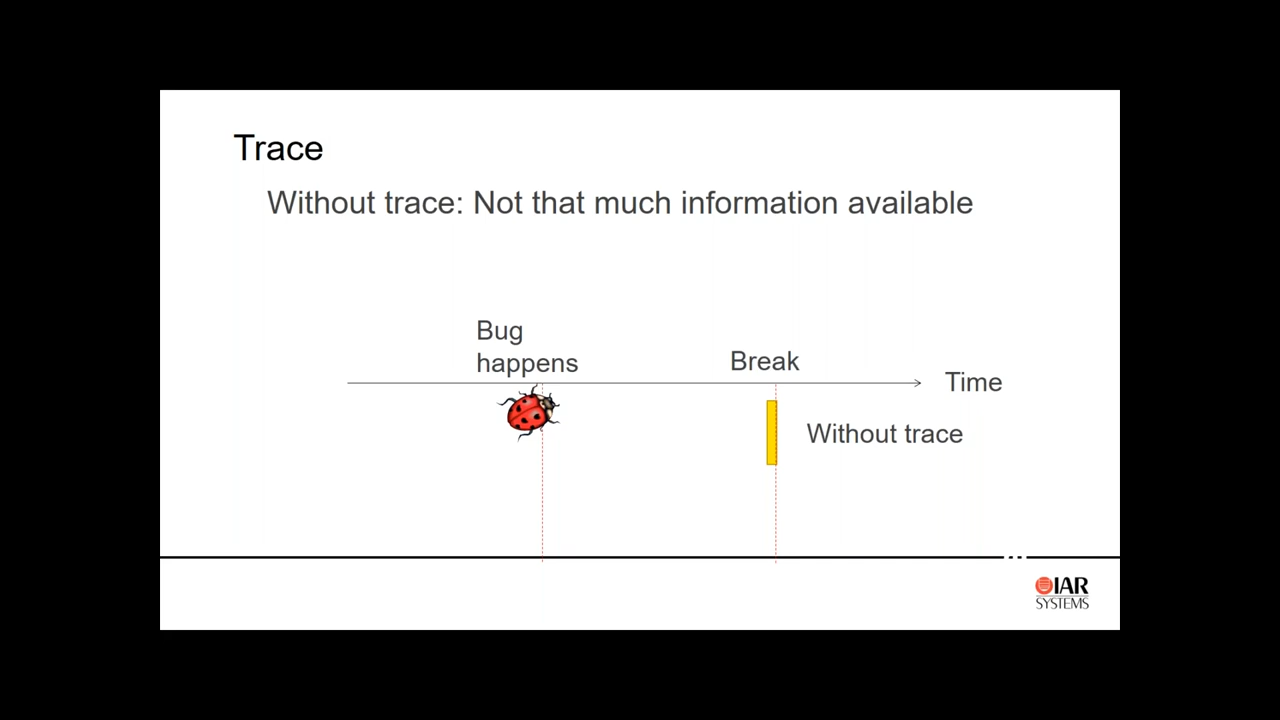 Trace
Without trace: Not that much information available
Bug
happens
Break
Time
Without trace
IAR
SYSTEMS